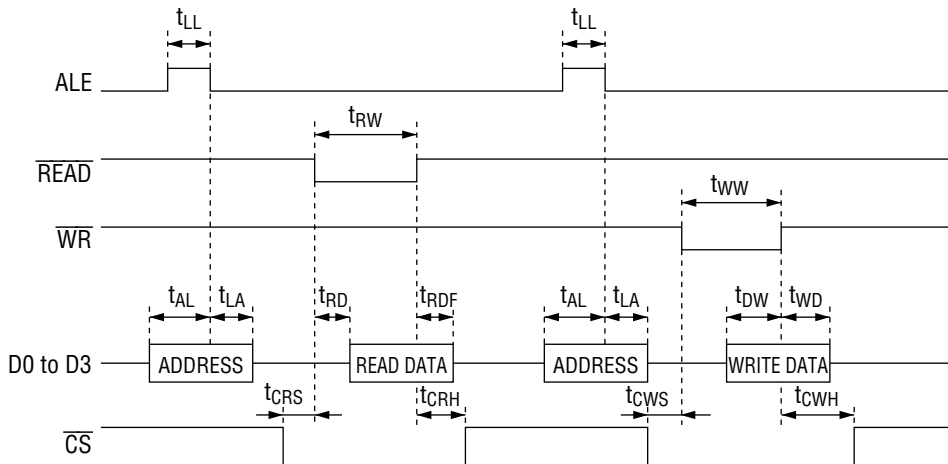 tLL tLL
ALE
tRW
READ
tWW
WR
tAL tLA tRD tRDF tAL tLA tDW tWD
D0 to D3 ADDRESS READ DATA ADDRESS WRITE DATA
tCRS tCRH tCWS tCWH
CS